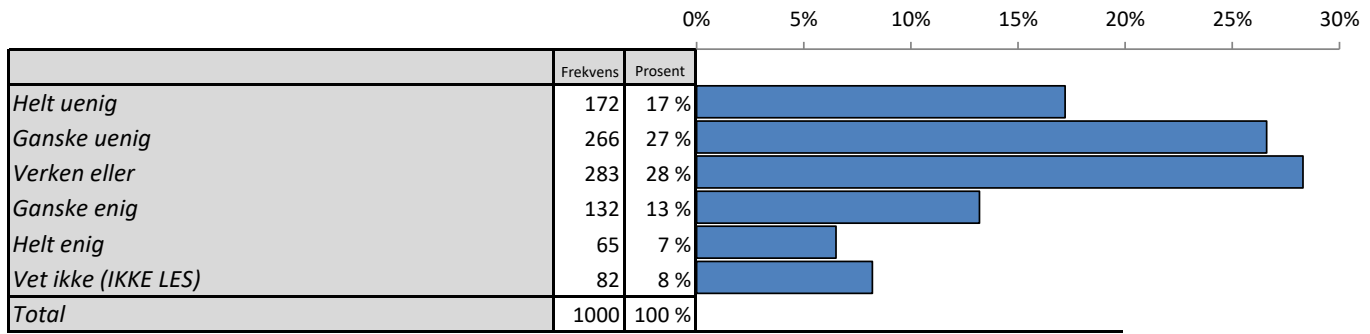 0% 5% 10% 15% 20% 25% 30%
Frekvens Prosent
Helt uenig 172 17 %
Ganske uenig 266 27 %
Verken eller 283 28 %
Ganske enig 132 13 %
Helt enig 65 7 %
Vet ikke (IKKE LES) 82 8 %
Total 1000 100 %